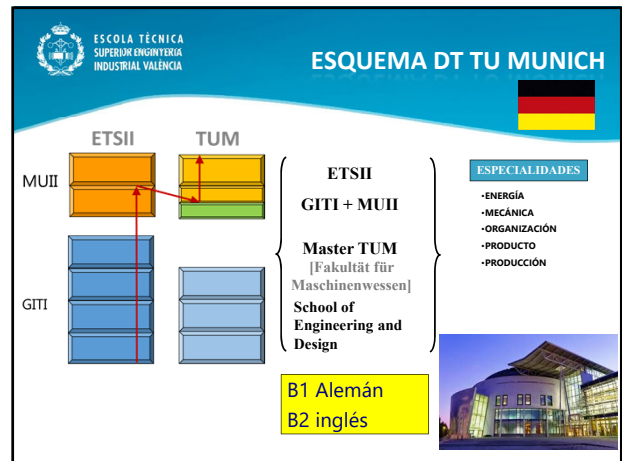 ESCOLA TÈCNICA
SUPERIOR ENGINYERIA
INDUSTRIAL VALÈNCIA
ESQUEMA DT TU MUNICH
ETSII
TUM
MUII
GITI
ETSII
GITI + MUII
Master TUM
[Fakultät für
Maschinenwessen]
School of
Engineering and
Design
ESPECIALIDADES
•ENERGÍA
•MECÁNICA
•ORGANIZACIÓN
•PRODUCTO
•PRODUCCIÓN
B1 Alemán
B2 inglés